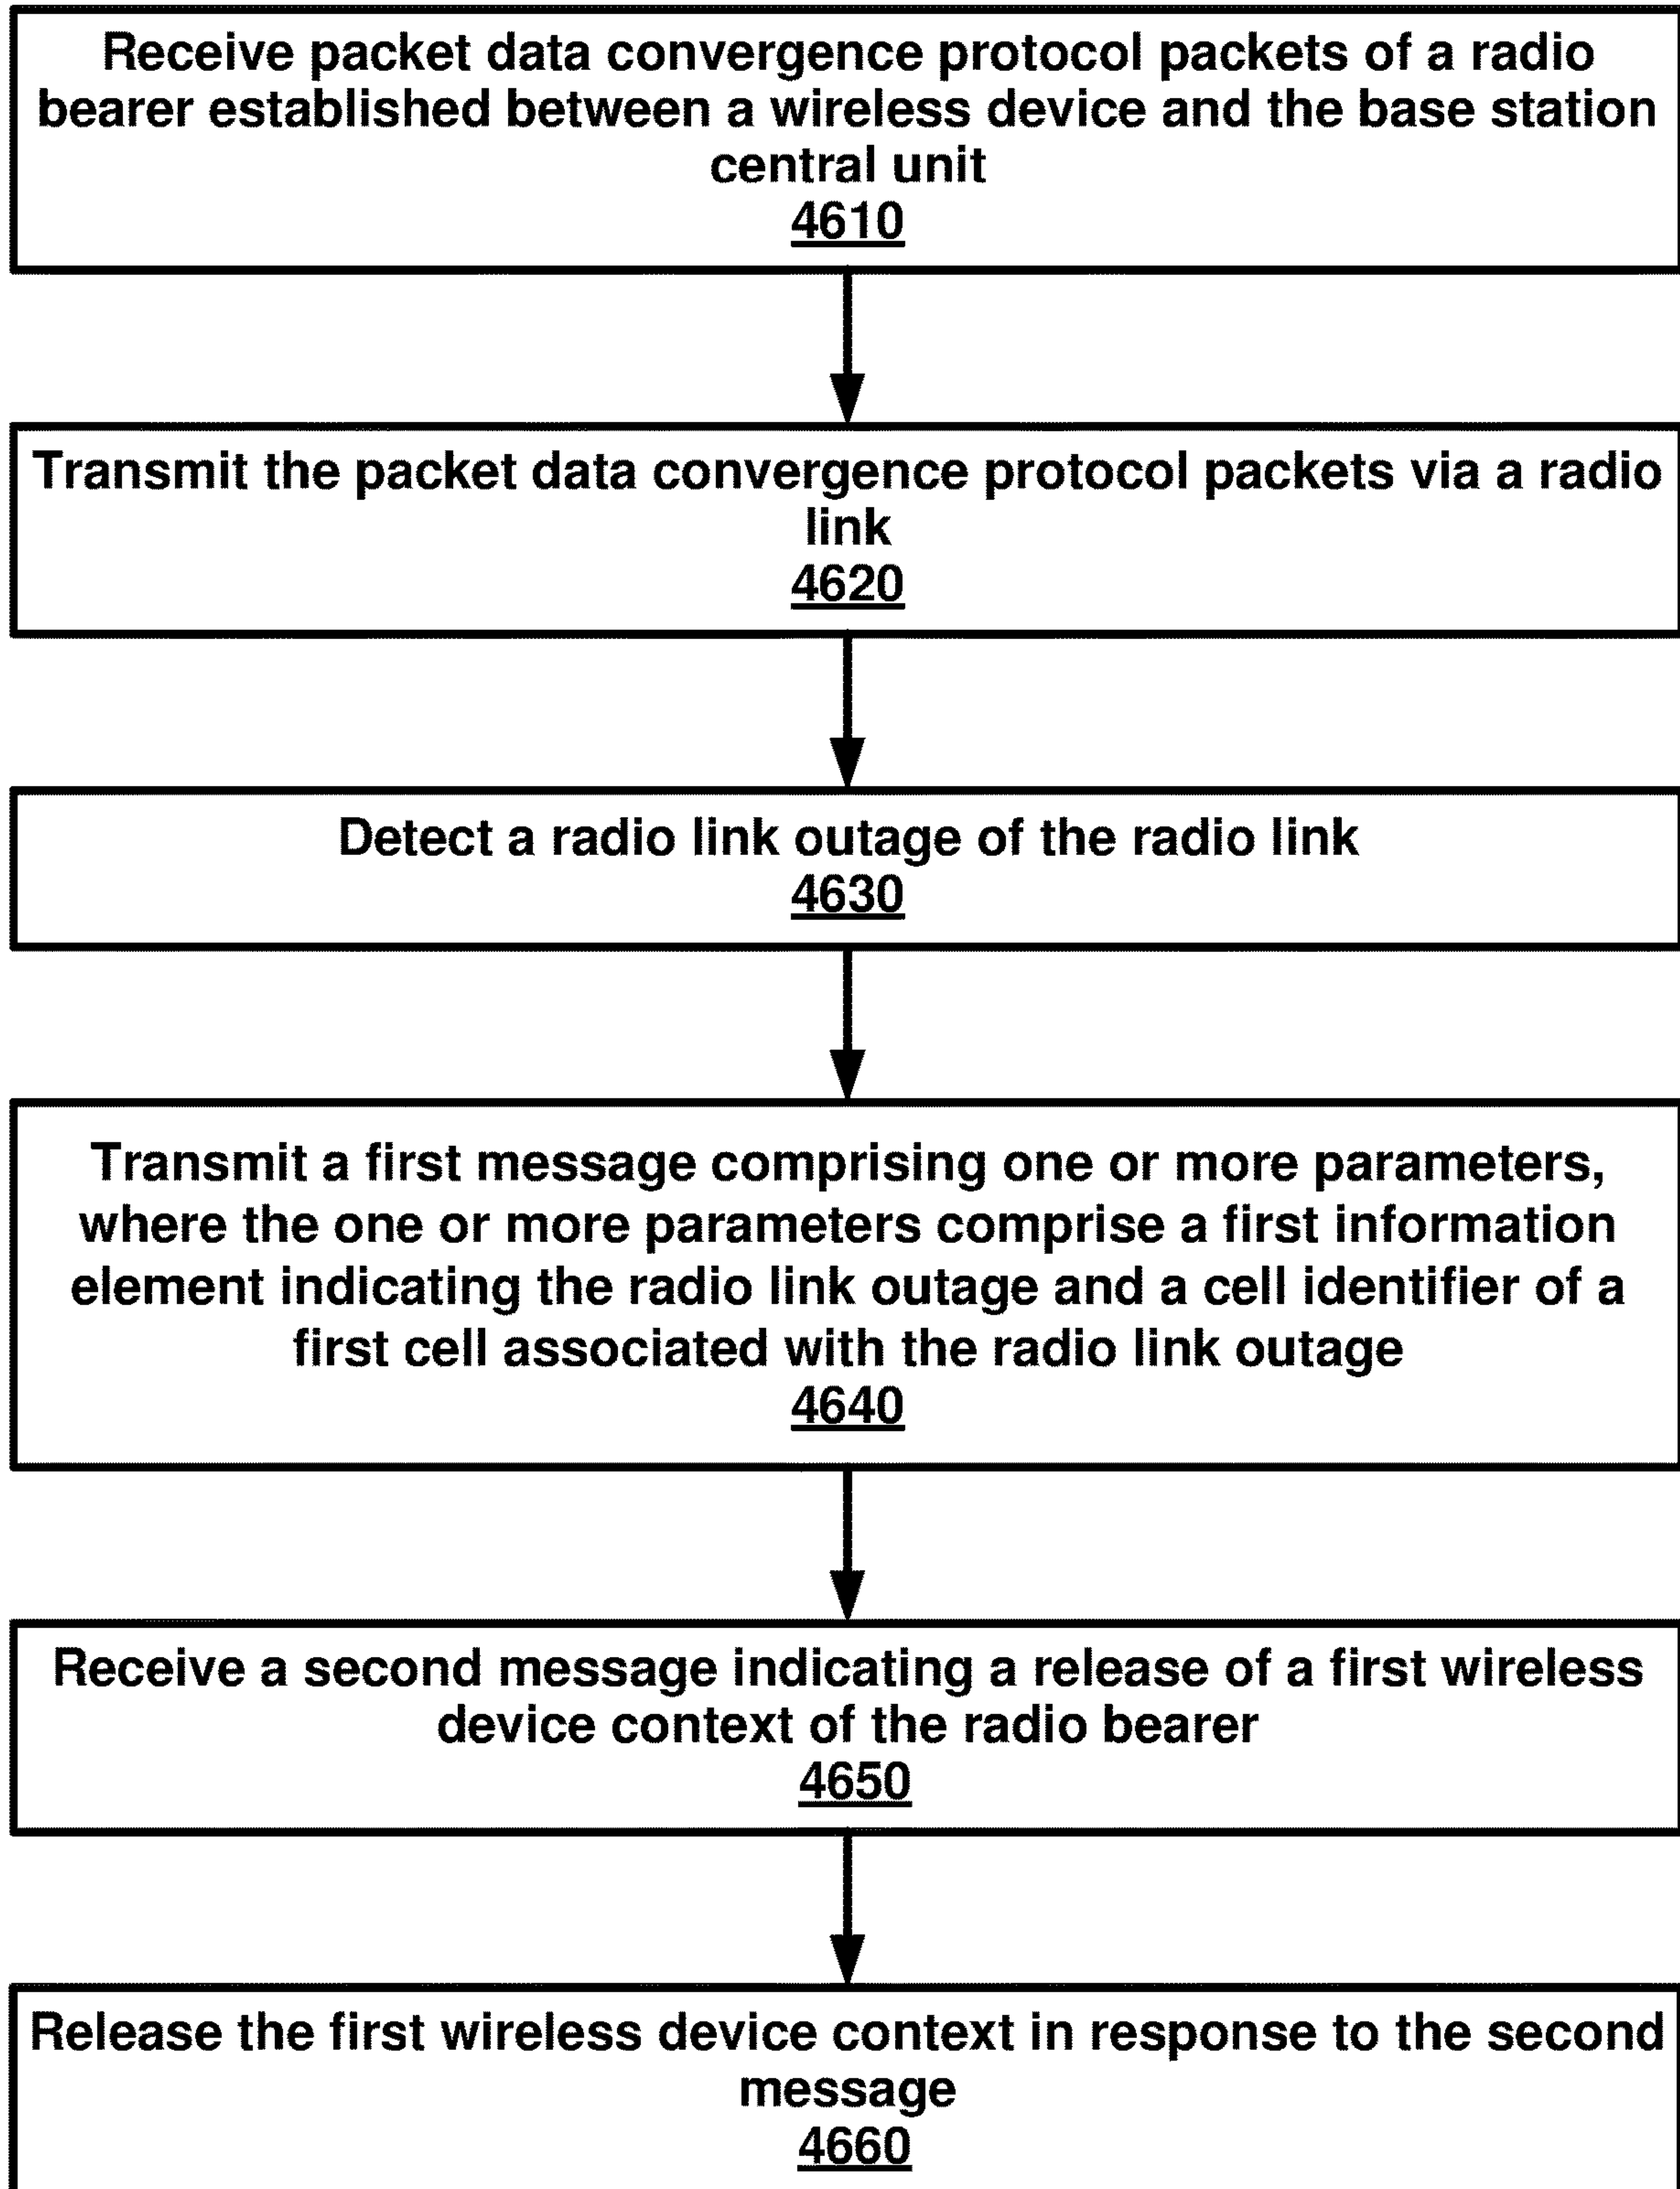 Receive packet data convergence protocol packets of a radio
bearer established between a wireless device and the base station
central unit
4610
Transmit the packet data convergence protocol packets via a radio
link
4620
Detect a radio link outage of the radio link
4630
Transmit a first message comprising one or more parameters,
where the one or more parameters comprise a first information
element indicating the radio link outage and a cell identifier of a
first cell associated with the radio link outage
4640
Receive a second message indicating a release of a first wireless
device context of the radio bearer
4650
Release the first wireless device context in response to the second
message
4660